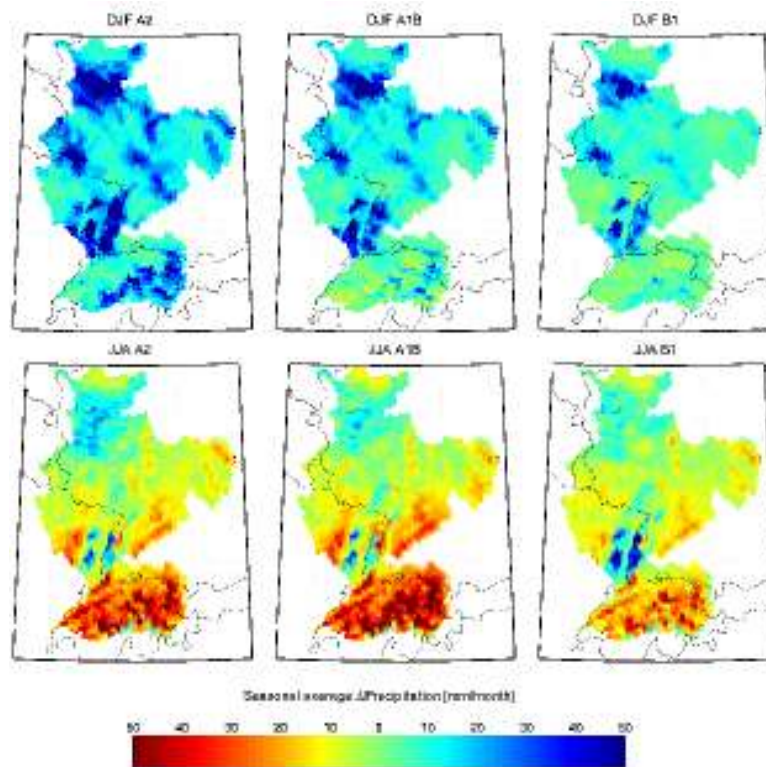 DJF A2
DJF A1B
DJF B1
JJA A2
JJA A1B
JJA B1
Seasonal average ΔPrecipitation [mm/month]
50 40 30 20 10 0 10 20 30 40 50